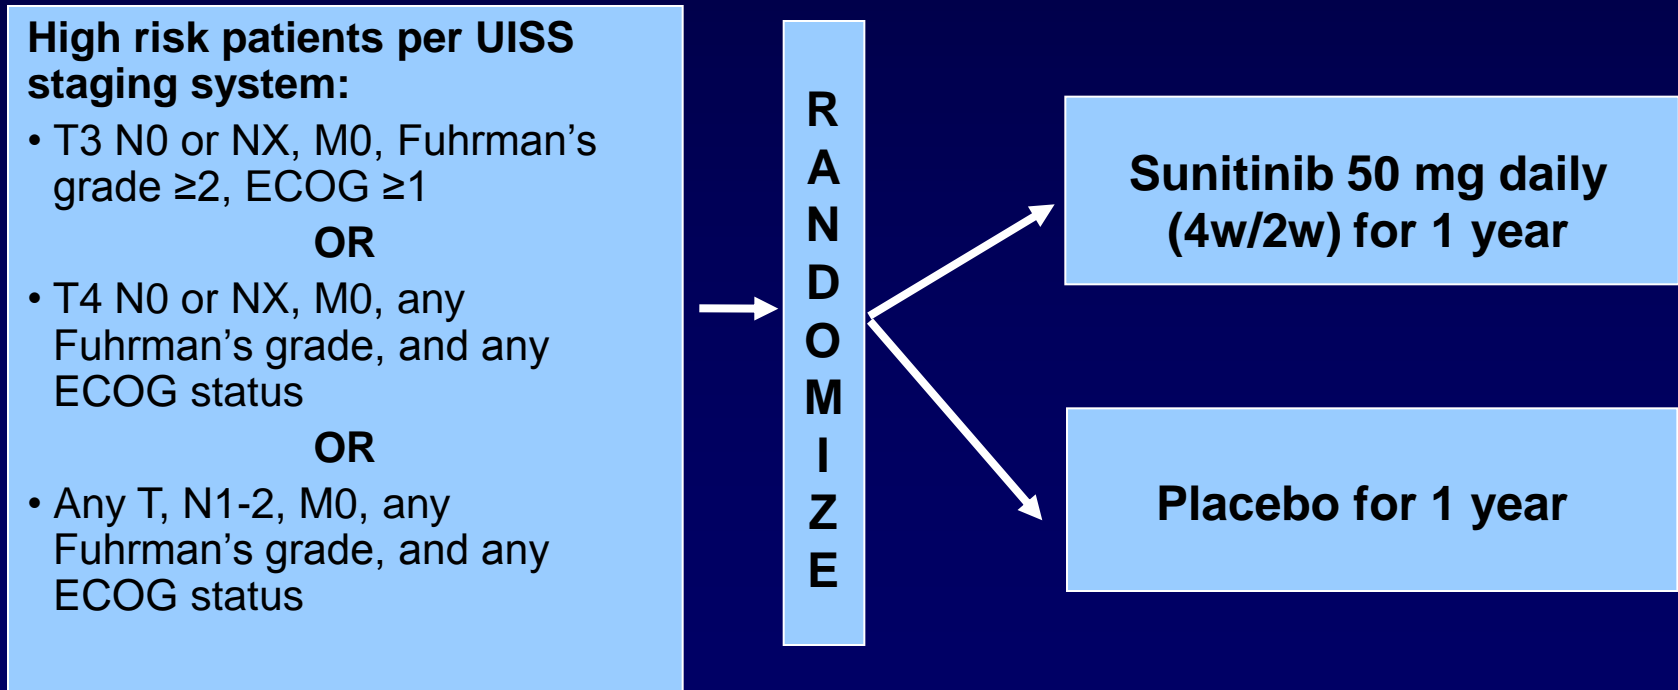 High risk patients per UISS
staging system:
• T3 N0 or NX, M0, Fuhrman’s
grade ≥2, ECOG ≥1
OR
• T4 N0 or NX, M0, any
Fuhrman’s grade, and any
ECOG status
OR
• Any T, N1-2, M0, any
Fuhrman’s grade, and any
ECOG status
R
A
N
D
O
M
I
Z
E
Sunitinib 50 mg daily
(4w/2w) for 1 year
Placebo for 1 year